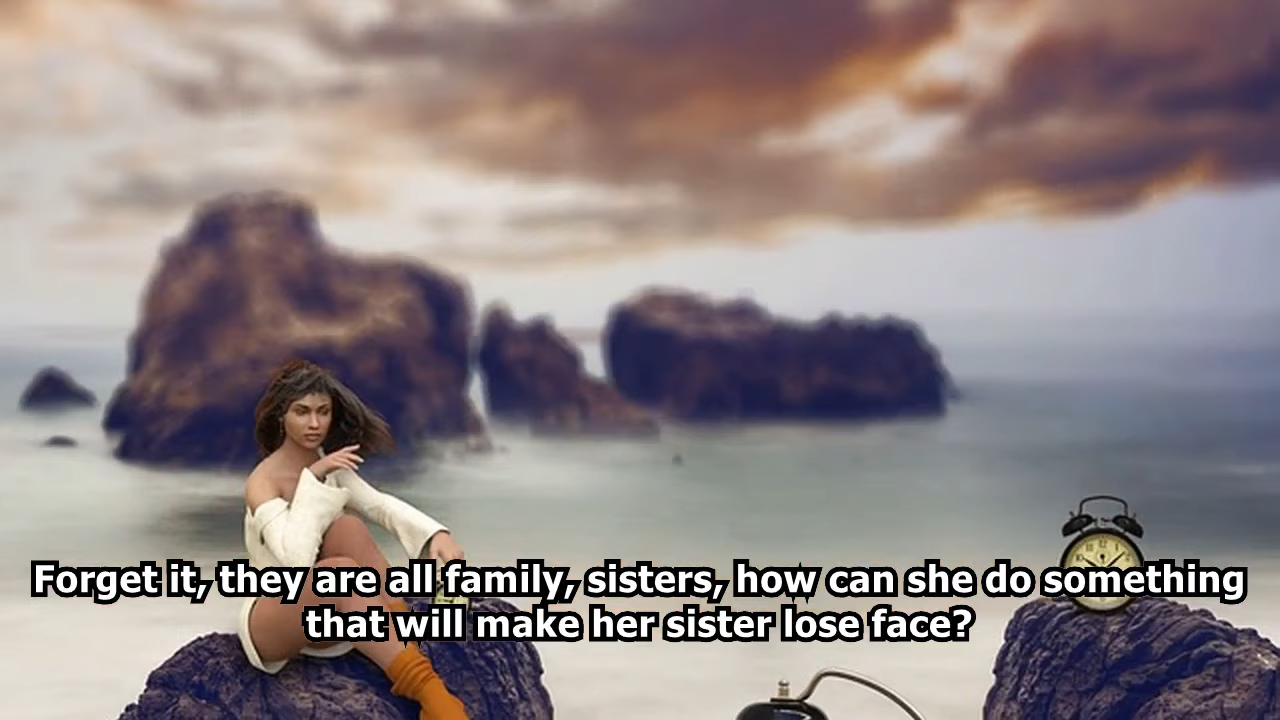 Forget it, they are all family, sisters, how can she do something
that will make her sister lose face?